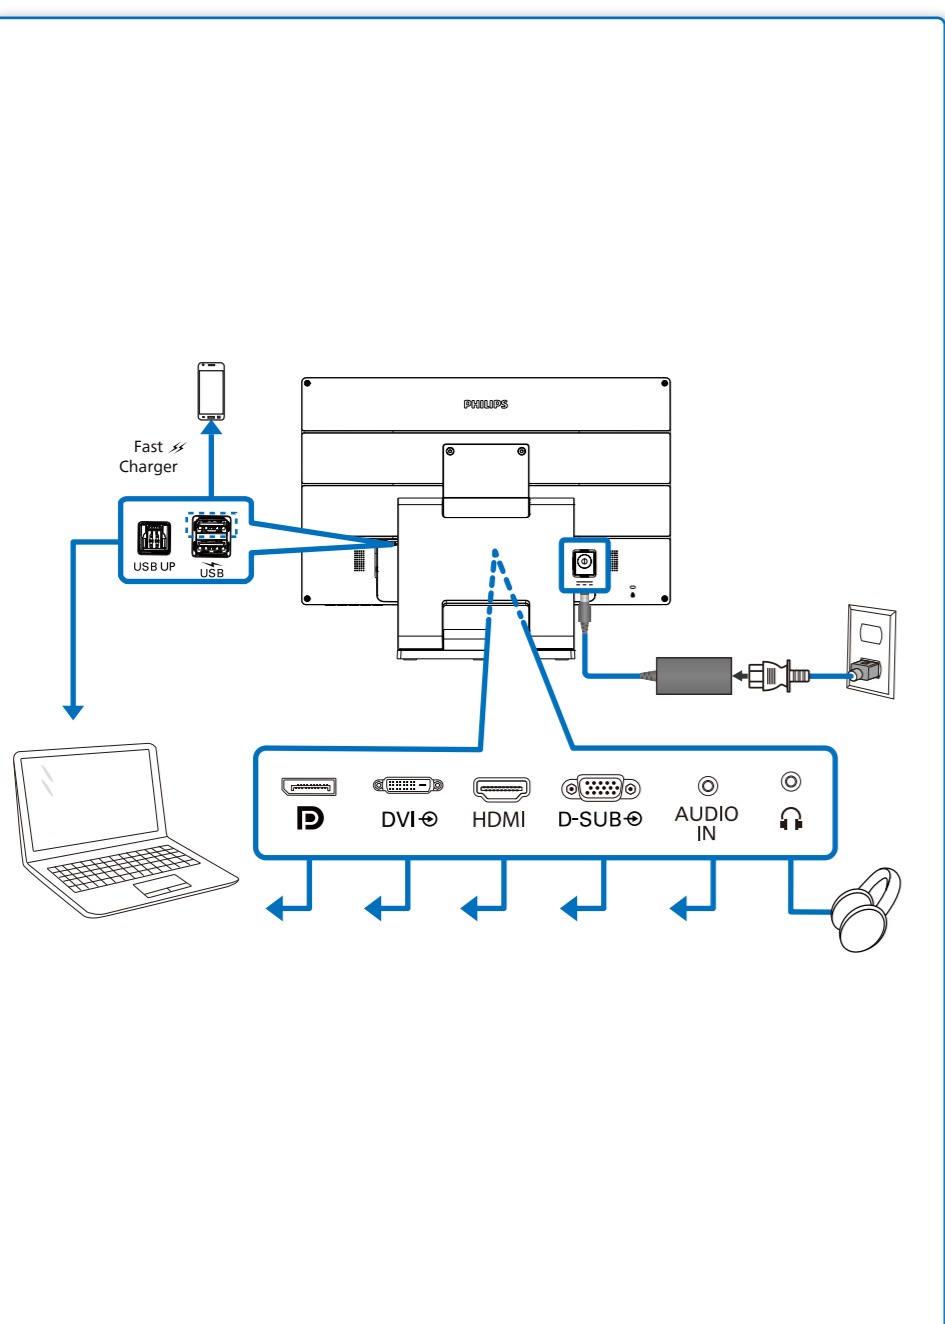 PHILIPS
Fast
Charger
USB UP
USB
DVI
HDMI
D-SUB
AUDIO
IN